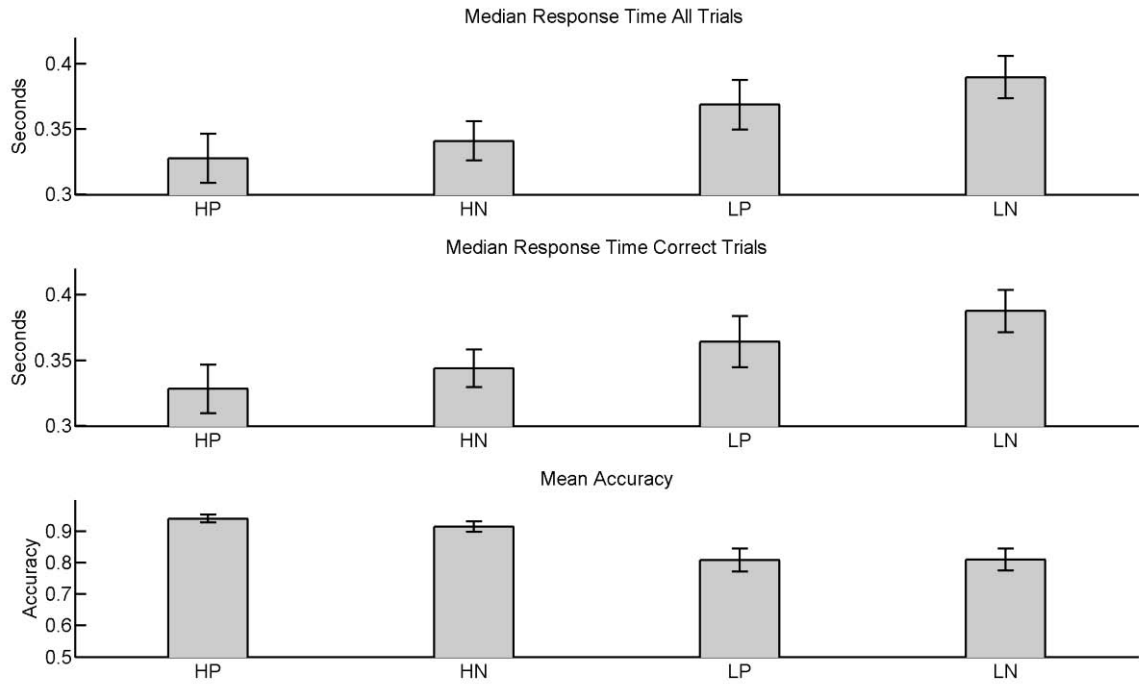 Median Response Time All Trials
Seconds
0.4
0.35
0.3
HP HN LP LN
Median Response Time Correct Trials
Seconds
0.4
0.35
0.3
HP HN LP LN
Mean Accuracy
Accuracy
0.9
0.8
0.7
0.6
0.5
HP HN LP LN